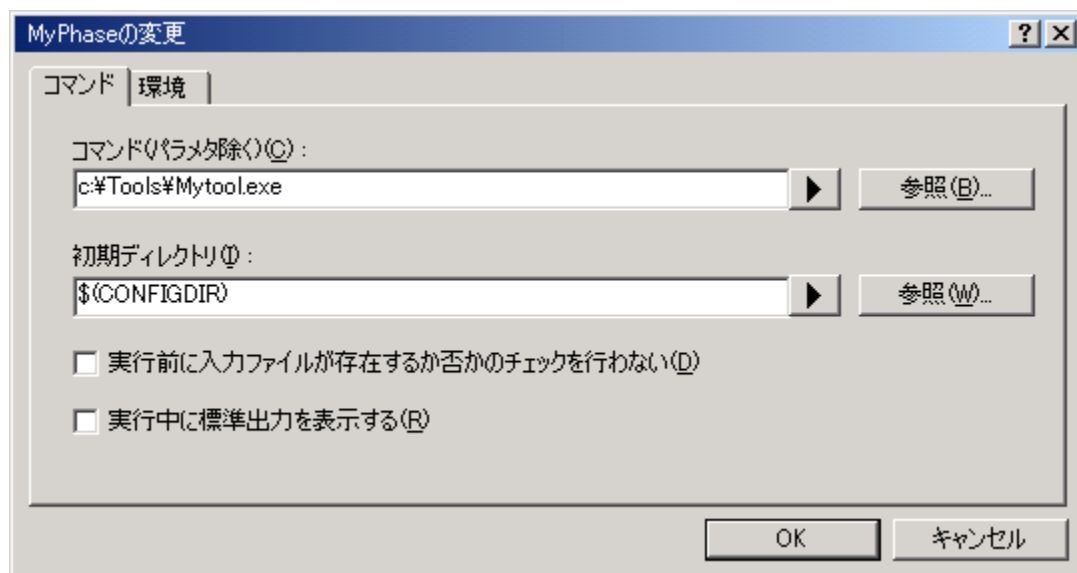 MyPhaseの変更
コマンド 環境
コマンド(パラメタ除く)(C) :
c:¥Tools¥Mytool.exe 参照(B)...
初期ディレクトリ(I) :
$(CONFIGDIR) 参照(W)...
実行前に入力ファイルが存在するか否かのチェックを行わない(D)
実行中に標準出力を表示する(R)
OK キャンセル